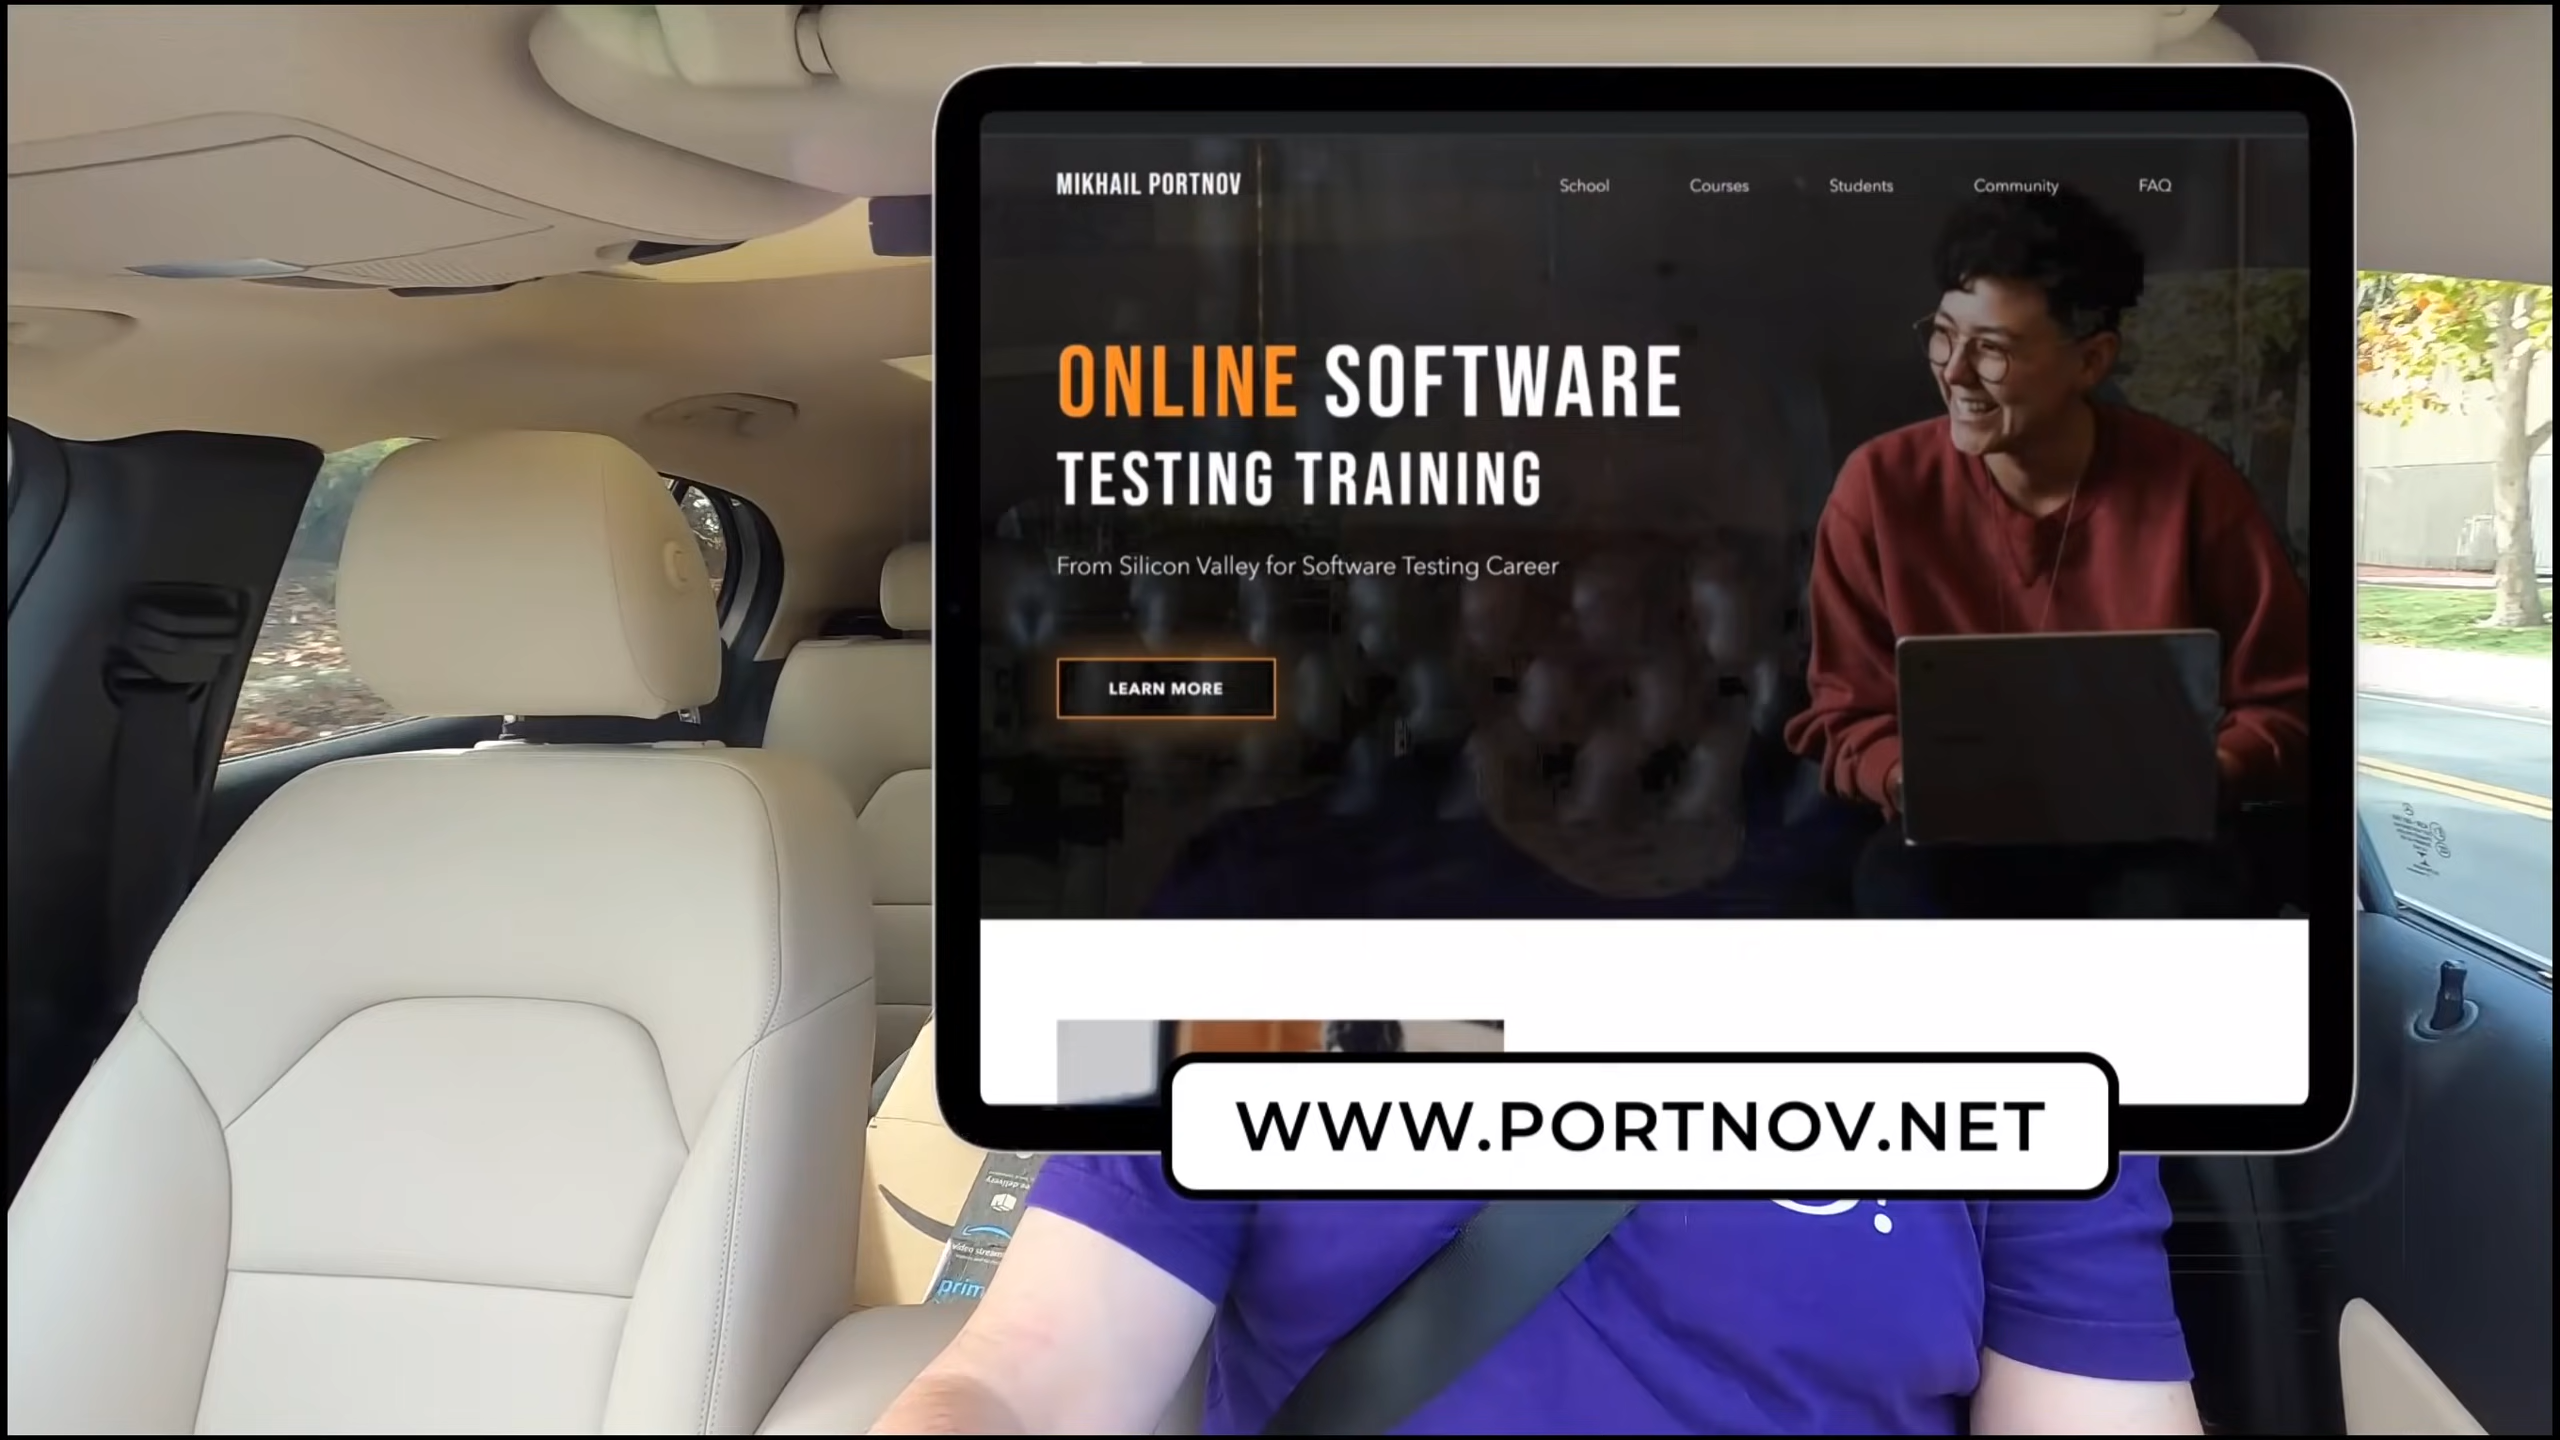 MIKHAIL PORTNOV
School
Courses
Students
Community
FAQ
ONLINE SOFTWARE
TESTING TRAINING
From Silicon Valley for Software Testing Career
LEARN MORE
WWW.PORTNOV.NET
prim